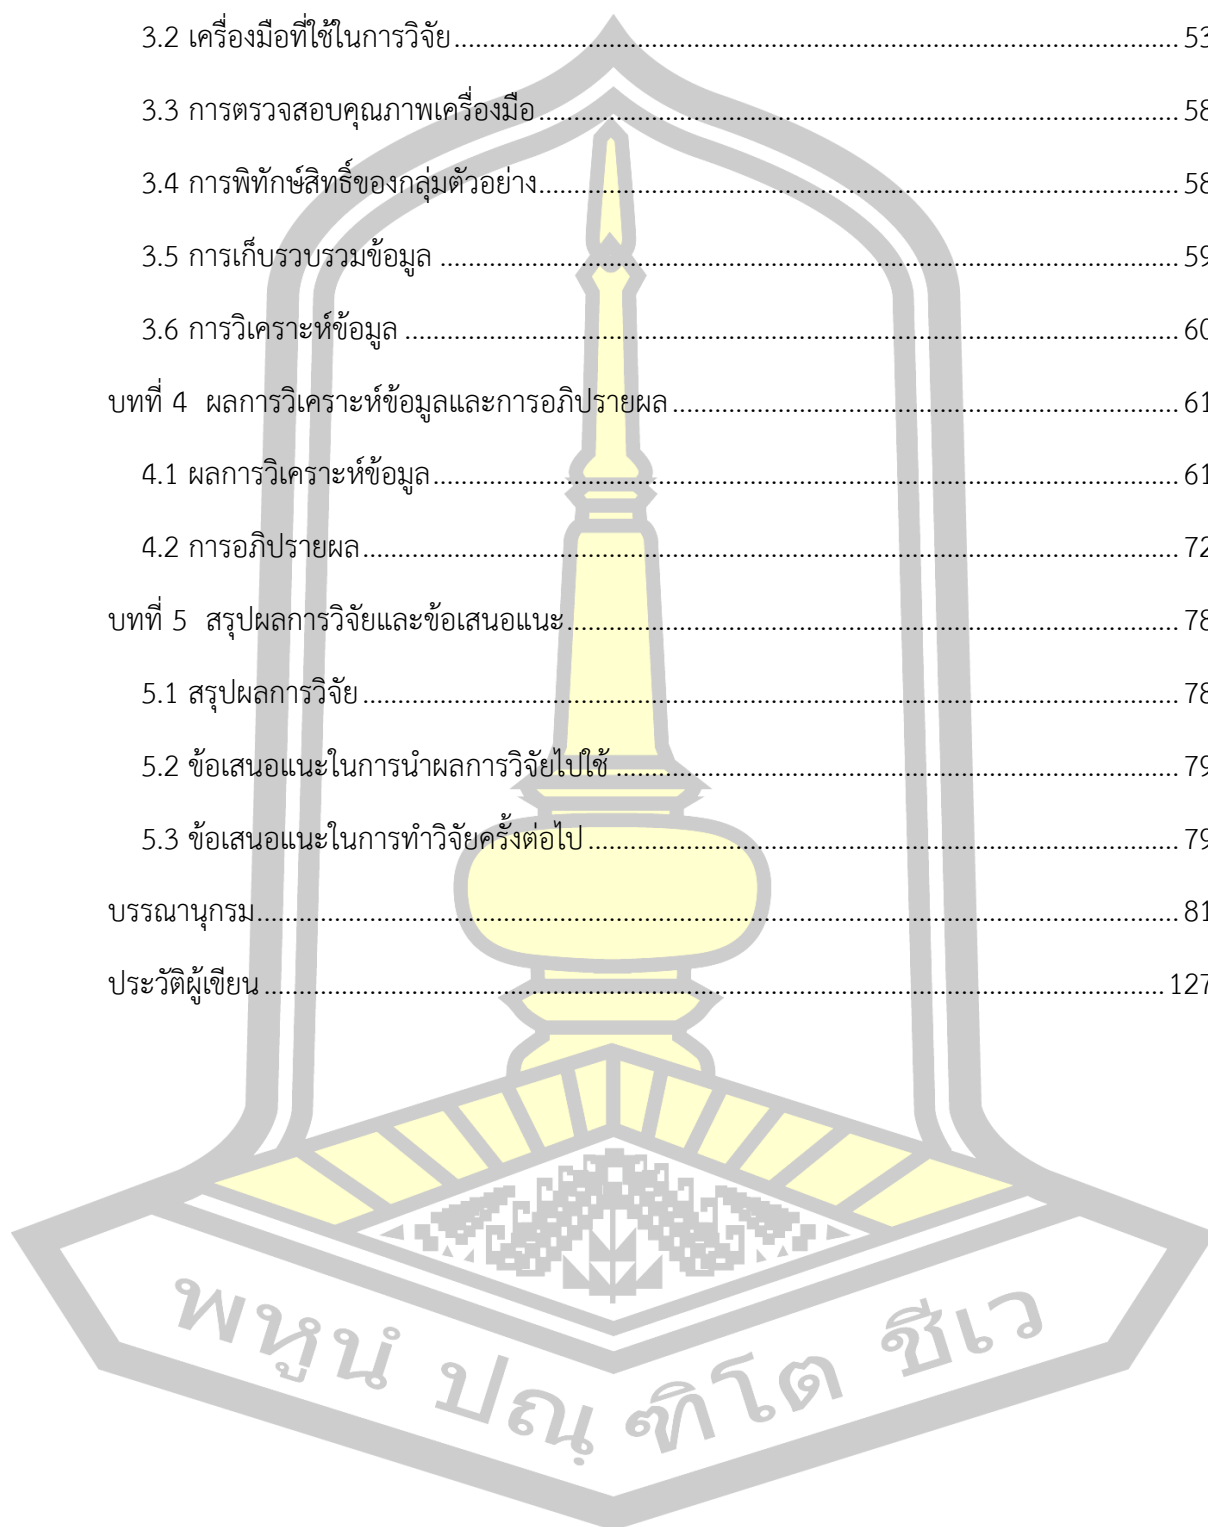 3.2 เครื่องมือที่ใช้ในการวิจัย.......... 53
3.3 การตรวจสอบคุณภาพเครื่องมือ.......... 58
3.4 การพิทักษ์สิทธิ์ของกลุ่มตัวอย่าง.......... 58
3.5 การเก็บรวบรวมข้อมูล .......... 59
3.6 การวิเคราะห์ข้อมูล .......... 60
บทที่ 4 ผลการวิเคราะห์ข้อมูลและการอภิปรายผล .......... 61
4.1 ผลการวิเคราะห์ข้อมูล.......... 61
4.2 การอภิปรายผล.......... 72
บทที่ 5 สรุปผลการวิจัยและข้อเสนอแนะ.......... 78
5.1 สรุปผลการวิจัย .......... 78
5.2 ข้อเสนอแนะในการนำผลการวิจัยไปใช้ .......... 79
5.3 ข้อเสนอแนะในการทำวิจัยครั้งต่อไป .......... 79
บรรณานุกรม.......... 81
ประวัติผู้เขียน .......... 127
พหูนํ ปณฺฑิโต ชีเว